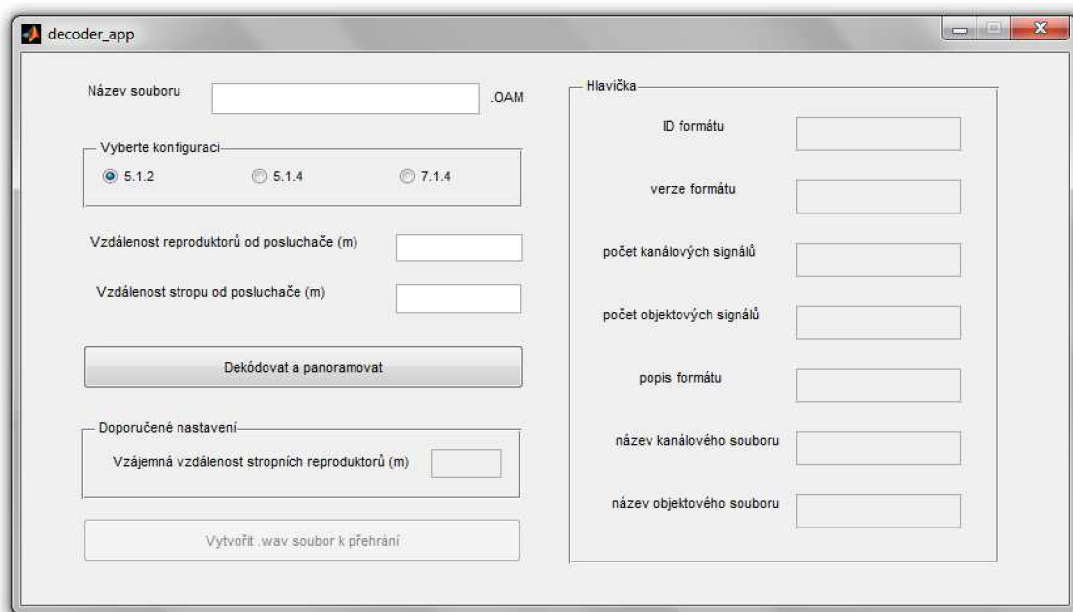 decoder_app
Název souboru
.OAM
Vyberte konfiguraci
5.1.2
5.1.4
7.1.4
Vzdálenost reproduktorů od posluchače (m)
Vzdálenost stropu od posluchače (m)
Dekódovat a panoramovat
Doporučené nastavení
Vzájemná vzdálenost stropních reproduktorů (m)
Vytvořit .wav soubor k přehrání
Hlavička
ID formátu
verze formátu
počet kanálových signálů
počet objektových signálů
popis formátu
název kanálového souboru
název objektového souboru